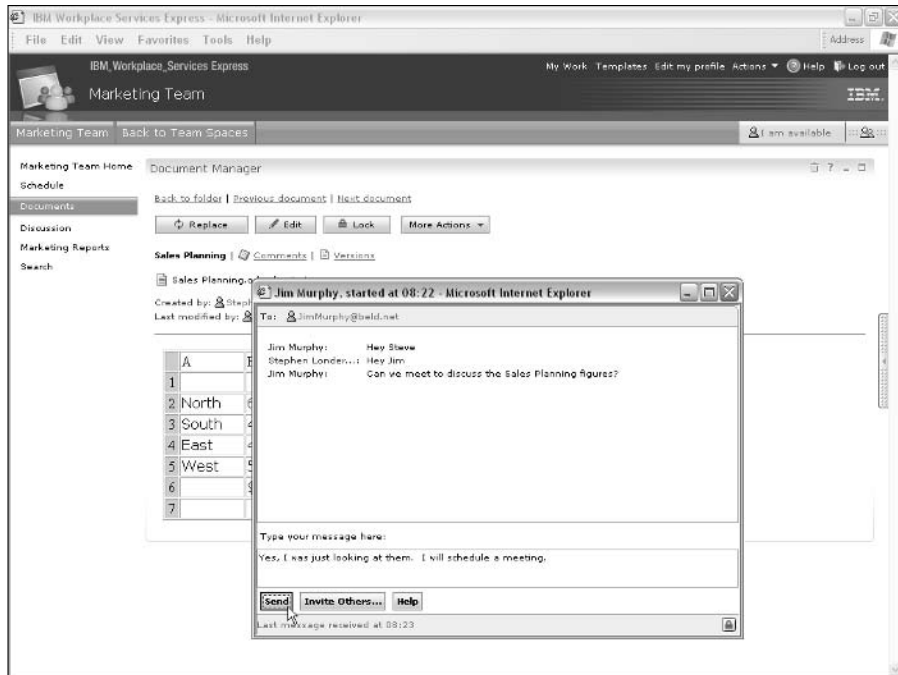 IBM Workplace Services Express - Microsoft Internet Explorer
File Edit View Favorites Tools Help
Address
IBM, Workplace_Services Express
My Work Templates Edit my profile Actions Help Log out
Marketing Team
IBM.
Marketing Team Back to Team Spaces
I am available
Marketing Team Home
Schedule
Documents
Discussion
Marketing Reports
Search
Document Manager
Back to folder | Previous document | Next document
Replace Edit Lock More Actions
Sales Planning | Comments | Versions
Sales Planning.
Created by: Steph
Last modified by:
A
1
2 North
3 South
4 East
5 West
6
7
Jim Murphy, started at 08:22 - Microsoft Internet Explorer
To: JimMurphy@beld.net
Jim Murphy: Hey Steve
Stephen Londer...: Hey Jim
Jim Murphy: Can we meet to discuss the Sales Planning figures?
Type your message here:
Yes, I was just looking at them. I will schedule a meeting.
Send Invite Others... Help
Last message received at 08:23